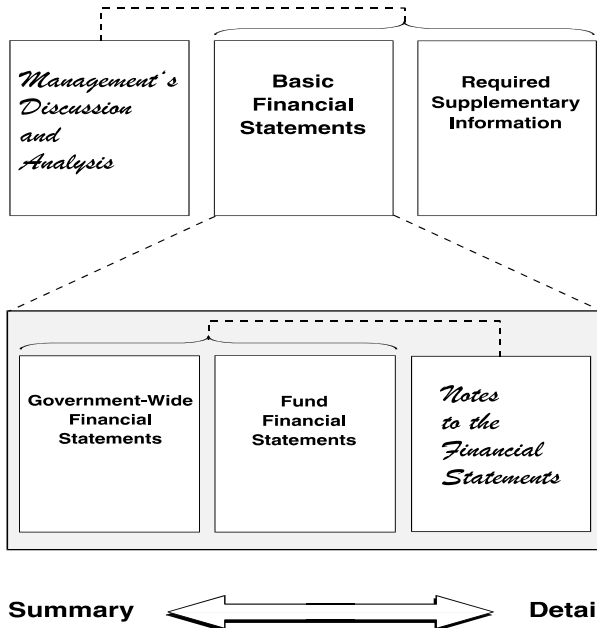 Management's
Discussion
and
Analysis
Basic
Financial
Statements
Required
Supplementary
Information
Government-Wide
Financial
Statements
Fund
Financial
Statements
Notes
to the
Financial
Statements
Summary
Detai